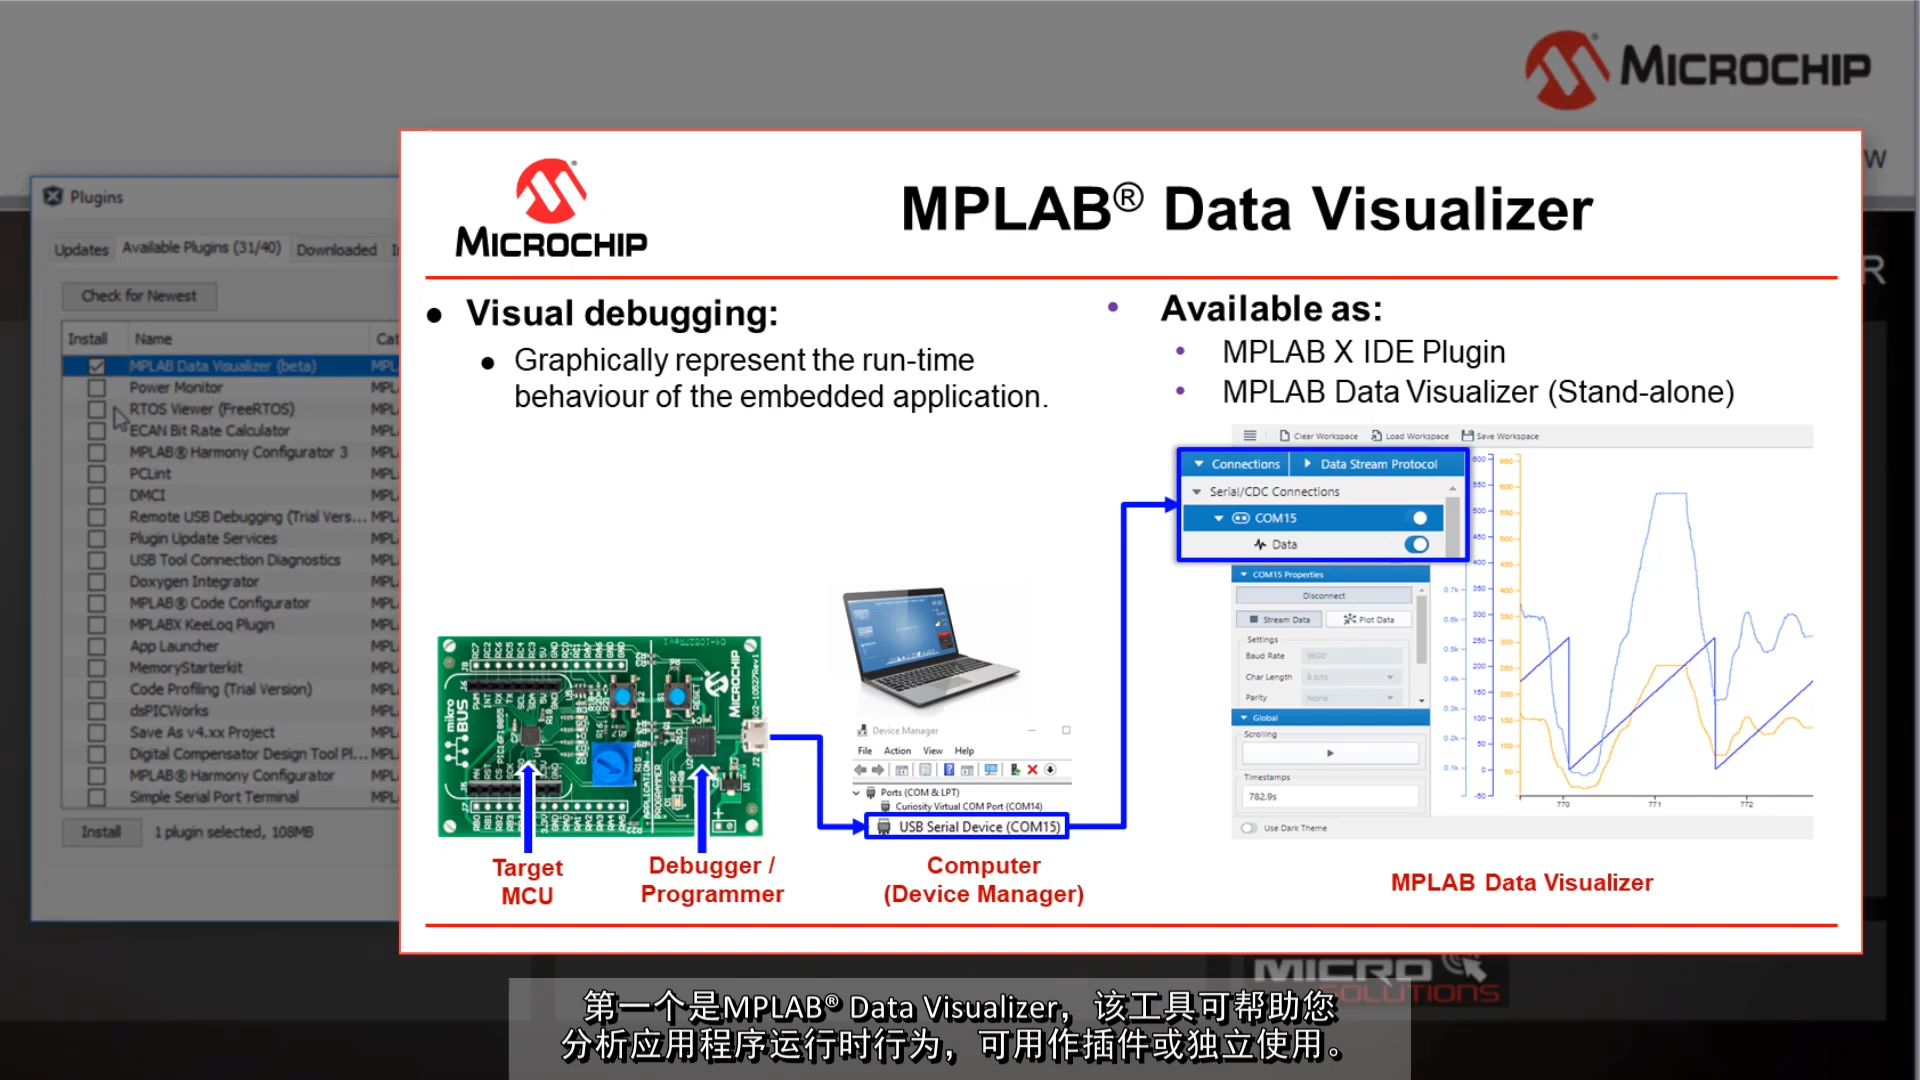 MICROCHIP
W
R
Plugins
Updates
Available Plugins (31/40)
Downloaded
Check for Newest
Install
Name
MPLAB Data Visualizer (beta)
MPL
Power Monitor
MPL
RTOS Viewer (FreeRTOS)
MPL
ECAN Bit Rate Calculator
MPL
MPLAB® Harmony Configurator 3
MPL
PCLint
MPL
DMCI
MPL
Remote USB Debugging (Trial Vers...
MPL
Plugin Update Services
MPL
USB Tool Connection Diagnostics
MPL
Doxygen Integrator
MPL
MPLAB® Code Configurator
MPL
MPLABX KeeLoq Plugin
MPL
App Launcher
MPL
MemoryStarterkit
MPL
Code Profiling (Trial Version)
MPL
dsPICWorks
MPL
Save As v4.xx Project
MPL
Digital Compensator Design Tool Pl...
MPL
MPLAB® Harmony Configurator
MPL
Simple Serial Port Terminal
MPL
Install
1 plugin selected, 108MB
MICROCHIP
MPLAB® Data Visualizer
● Visual debugging:
● Graphically represent the run-time
behaviour of the embedded application.
• Available as:
• MPLAB X IDE Plugin
• MPLAB Data Visualizer (Stand-alone)
Clear Workspace
Load Workspace
Save Workspace
Connections
Data Stream Protocol
Serial/CDC Connections
COM15
Data
COM15 Properties
Disconnect
Stream Data
Plot Data
Settings
Baud Rate
9600
Char Length
8 bits
Parity
None
Global
Scrolling
Timestamps
782.9s
Use Dark Theme
770
771
772
mikro
BUS
MICROCHIP
APPLICATION
PROGRAMMER
RESET
Device Manager
File Action View Help
Ports (COM & LPT)
Curiosity Virtual COM Port (COM14)
USB Serial Device (COM15)
Target
MCU
Debugger /
Programmer
Computer
(Device Manager)
MPLAB Data Visualizer
MICRO
SOLUTIONS
第一个是MPLAB® Data Visualizer，该工具可帮助您
分析应用程序运行时行为，可用作插件或独立使用。